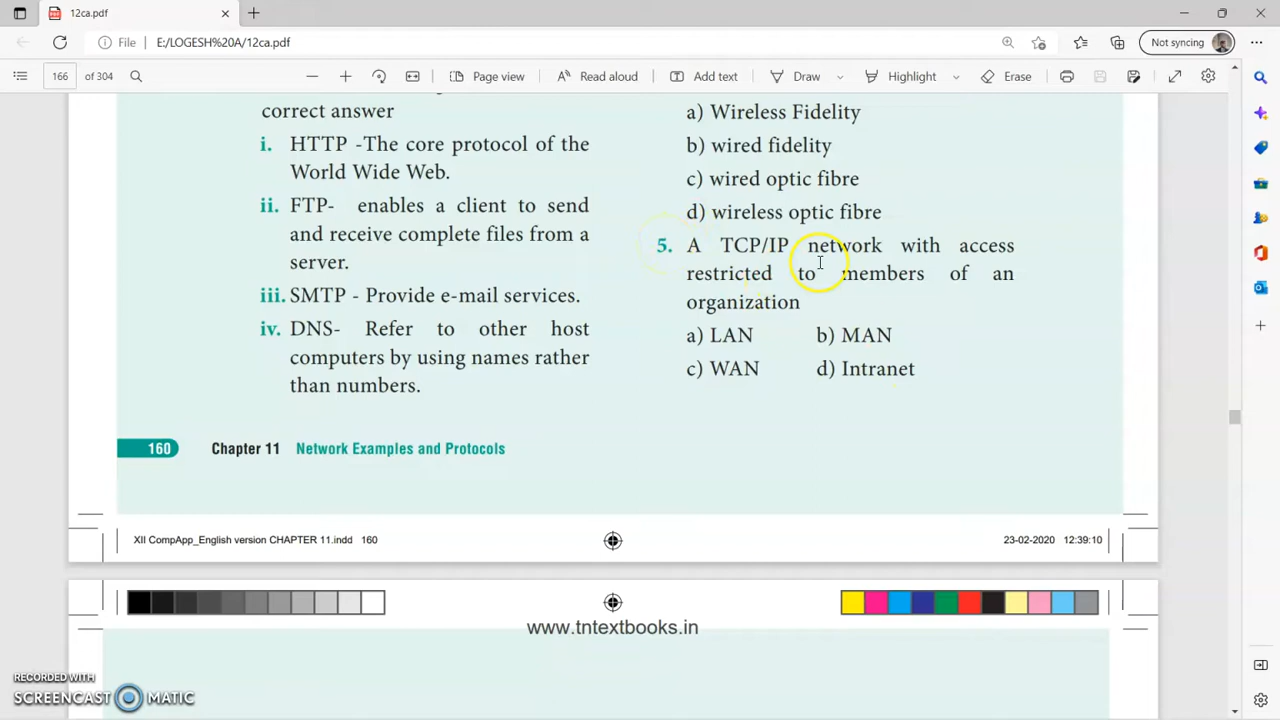 12ca.pdf
File
E:/LOGESH%20A/12ca.pdf
Not syncing
166 of 304
Page view
Read aloud
Add text
Draw
Highlight
Erase
correct answer
i. HTTP -The core protocol of the
World Wide Web.
ii. FTP- enables a client to send
and receive complete files from a
server.
iii. SMTP - Provide e-mail services.
iv. DNS- Refer to other host
computers by using names rather
than numbers.
a) Wireless Fidelity
b) wired fidelity
c) wired optic fibre
d) wireless optic fibre
5. A TCP/IP network with access
restricted to members of an
organization
a) LAN b) MAN
c) WAN d) Intranet
160 Chapter 11 Network Examples and Protocols
XII CompApp_English version CHAPTER 11.indd 160
23-02-2020 12:39:10
www.tntextbooks.in
RECORDED WITH
SCREENCAST MATIC